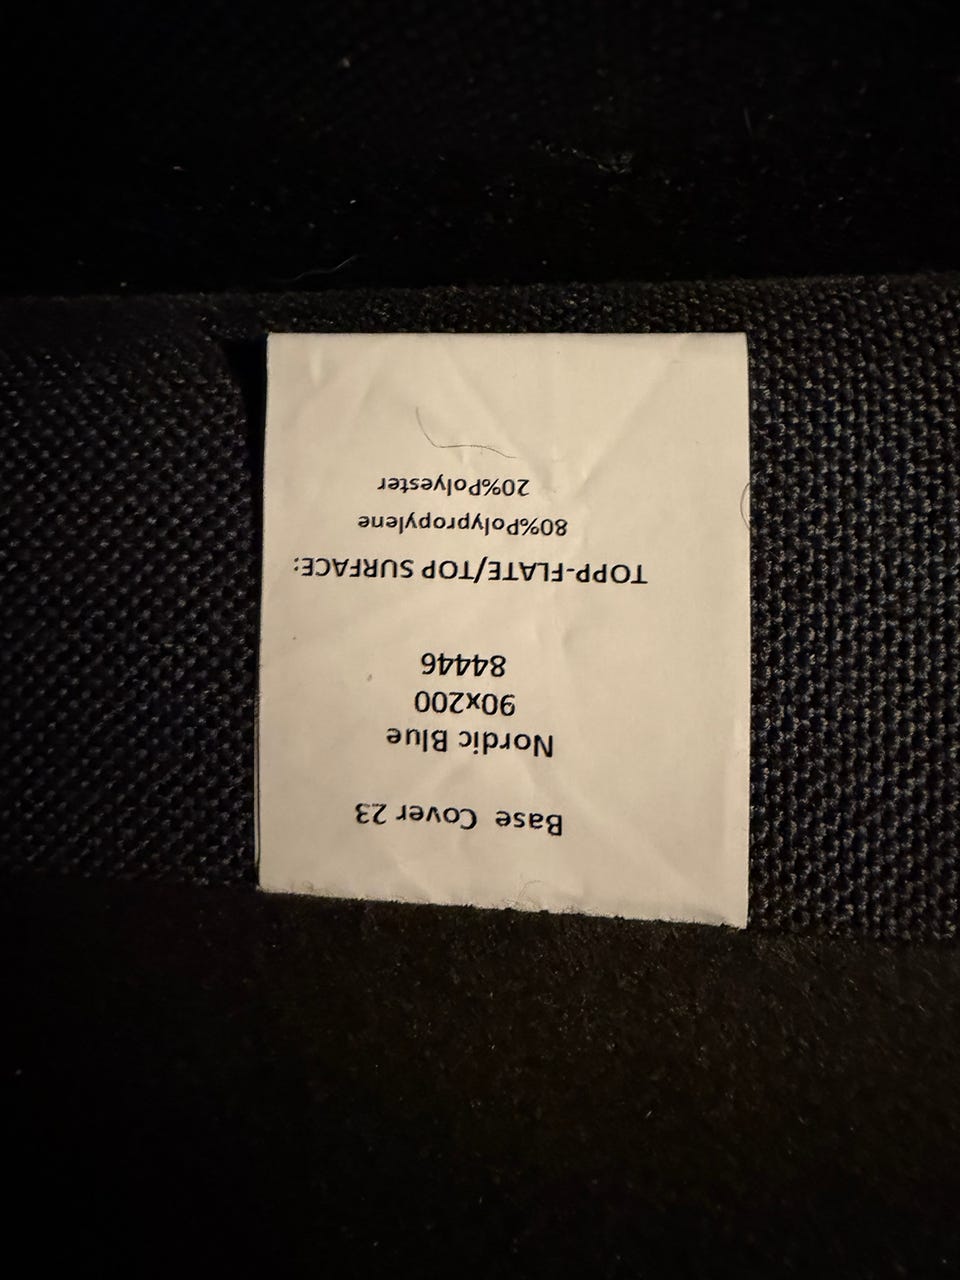 Base Cover 23
Nordic Blue
90x200
84446
TOPP-FLATE/TOP SURFACE:
80%Polypropylene
20%Polyester